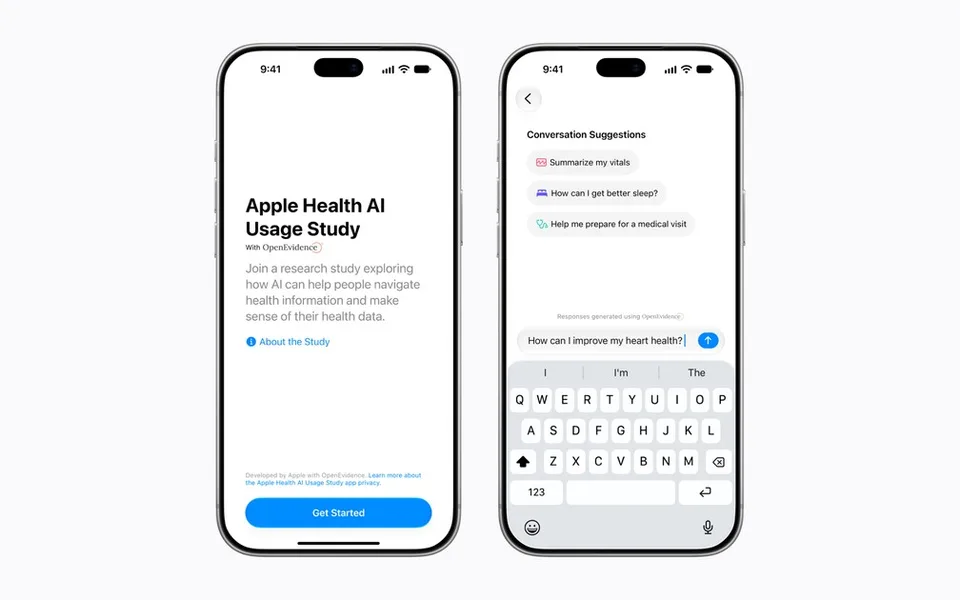 9:41
Apple Health AI
Usage Study
With OpenEvidence
Join a research study exploring
how AI can help people navigate
health information and make
sense of their health data.
About the Study
Developed by Apple with OpenEvidence. Learn more about
the Apple Health AI Usage Study app privacy.
Get Started
9:41
Conversation Suggestions
Summarize my vitals
How can I get better sleep?
Help me prepare for a medical visit
Responses generated using OpenEvidence
How can I improve my heart health?
I I'm The
Q W E R T Y U I O P
A S D F G H J K L
Z X C V B N M
123